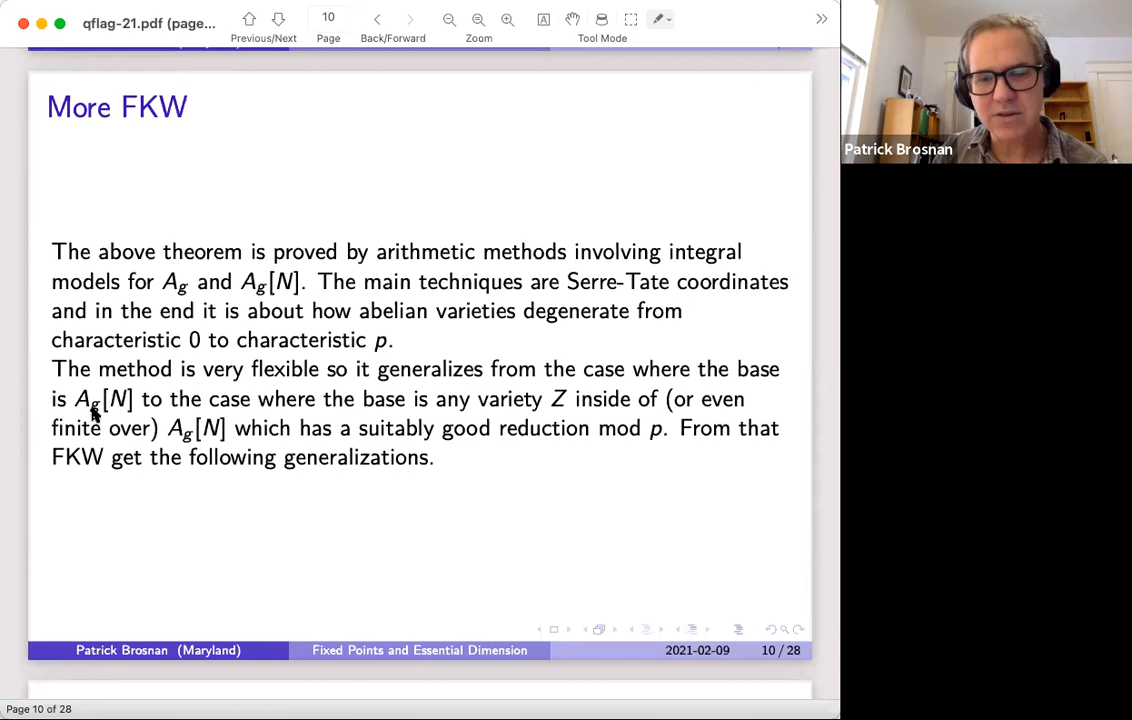 qflag-21.pdf (page...
10
Previous/Next
Page
Back/Forward
Zoom
Tool Mode
More FKW
The above theorem is proved by arithmetic methods involving integral
models for Ag and Ag[N]. The main techniques are Serre-Tate coordinates
and in the end it is about how abelian varieties degenerate from
characteristic 0 to characteristic p.
The method is very flexible so it generalizes from the case where the base
is Ag[N] to the case where the base is any variety Z inside of (or even
finite over) Ag[N] which has a suitably good reduction mod p. From that
FKW get the following generalizations.
Patrick Brosnan (Maryland)
Fixed Points and Essential Dimension
2021-02-09
10 / 28
Page 10 of 28
Patrick Brosnan